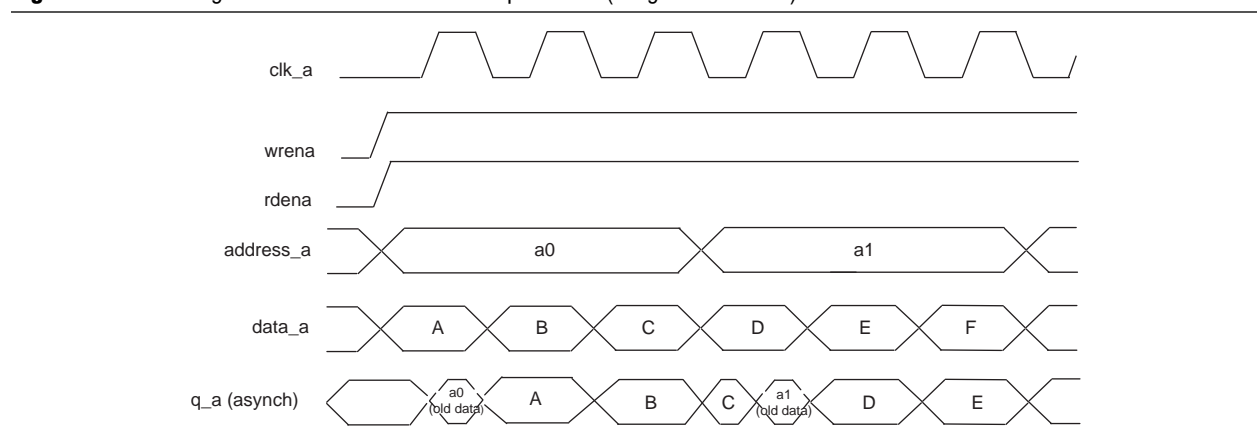 clk_a
wrena
rdena
address_a a0 a1
data_a A B C D E F
q_a (asynch) a0 (old data) A B C a1 (old data) D E